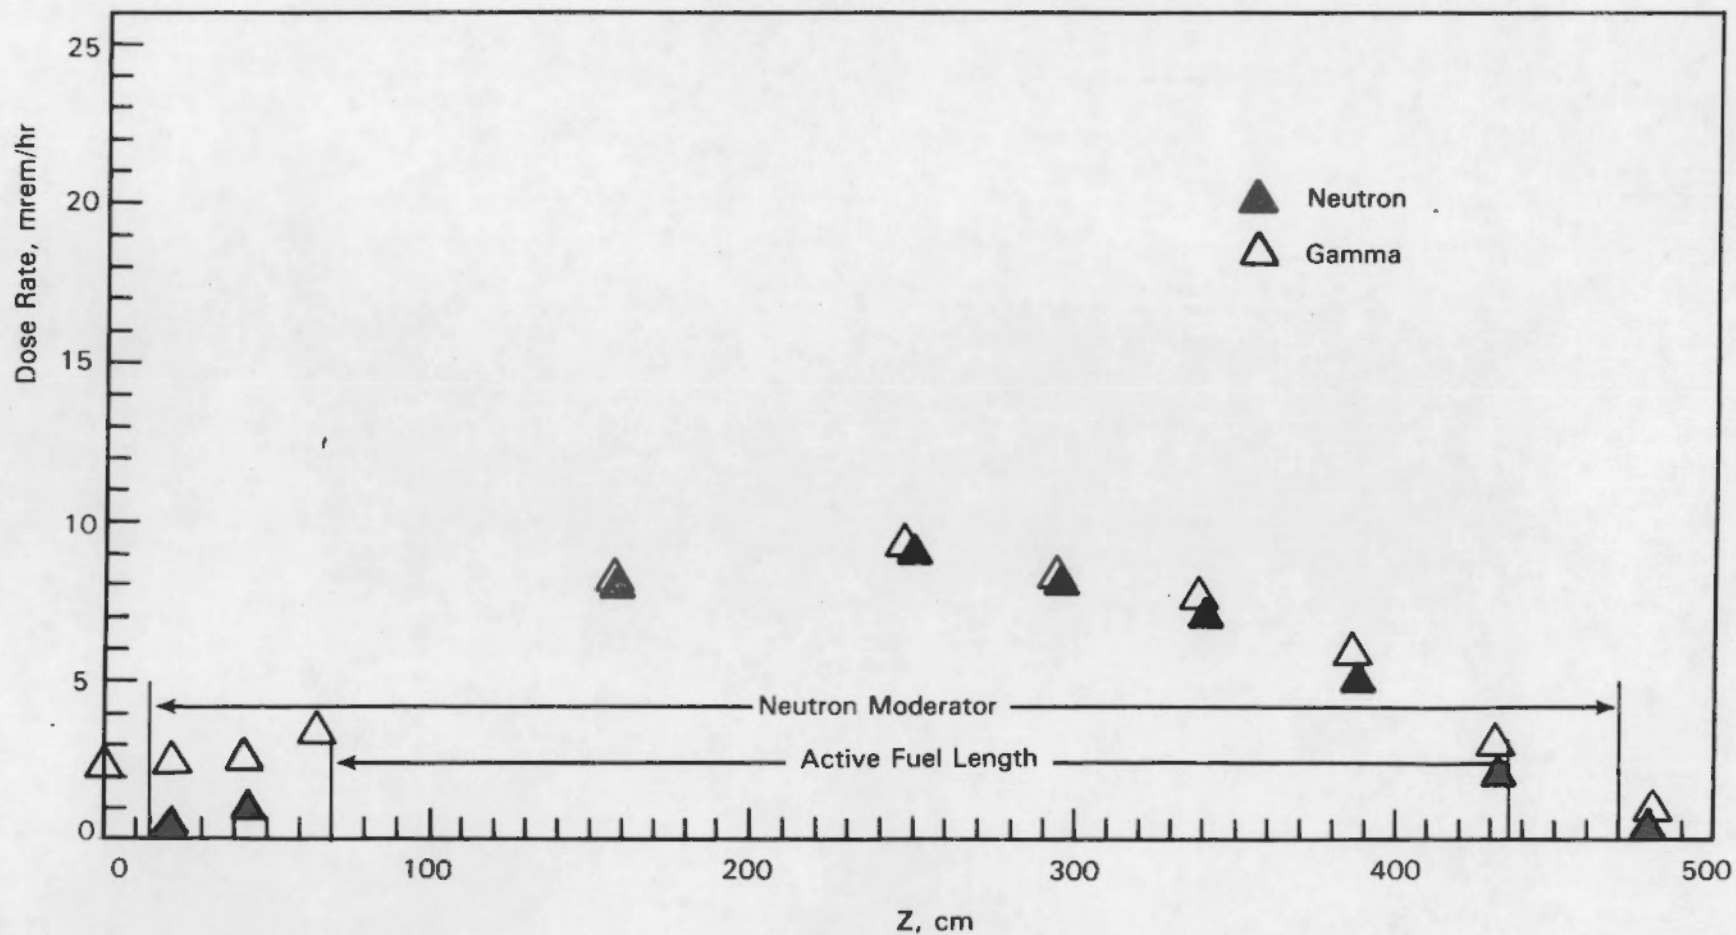 25
20
15
10
5
0
Dose Rate, mrem/hr
Neutron
Gamma
Neutron Moderator
Active Fuel Length
0 100 200 300 400 500
Z, cm